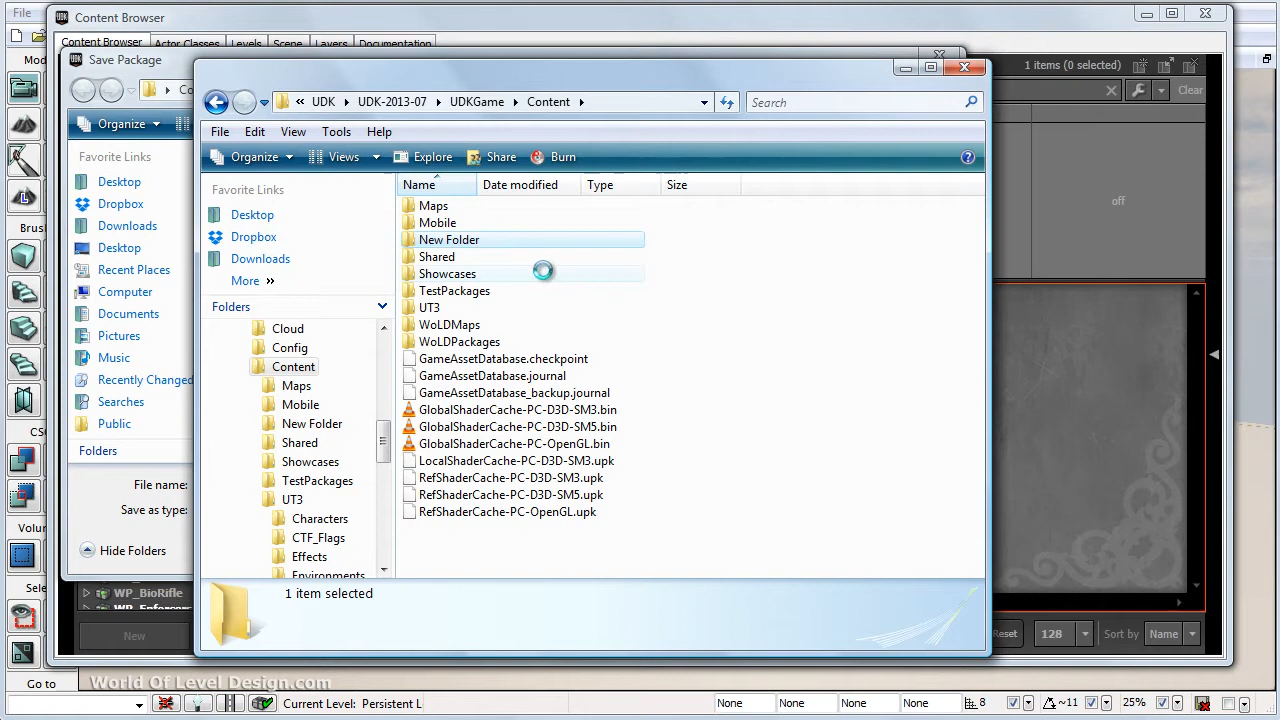 File
Content Browser
Content Browser Actor Classes Levels Scene Layers Documentation
Save Package
1 items (0 selected)
Clear
off
UDK UDK-2013-07 UDKGame Content
Search
File Edit View Tools Help
Organize
Organize Views Explore Share Burn
Favorite Links
Desktop
Dropbox
Downloads
Desktop
Recent Places
Computer
Documents
Pictures
Music
Recently Changed
Searches
Public
Folders
File name:
Save as type:
Hide Folders
Favorite Links
Desktop
Dropbox
Downloads
More »
Folders
Cloud
Config
Content
Maps
Mobile
New Folder
Shared
Showcases
TestPackages
UT3
Characters
CTF_Flags
Effects
Environments
Name Date modified Type Size
Maps
Mobile
New Folder
Shared
Showcases
TestPackages
UT3
WoLDMaps
WoLDPackages
GameAssetDatabase.checkpoint
GameAssetDatabase.journal
GameAssetDatabase_backup.journal
GlobalShaderCache-PC-D3D-SM3.bin
GlobalShaderCache-PC-D3D-SM5.bin
GlobalShaderCache-PC-OpenGL.bin
LocalShaderCache-PC-D3D-SM3.upk
RefShaderCache-PC-D3D-SM3.upk
RefShaderCache-PC-D3D-SM5.upk
RefShaderCache-PC-OpenGL.upk
1 item selected
WP_BioRifle
New
Reset 128 Sort by Name
Go to
World Of Level Design.com
Current Level: Persistent L
None None None None 8 ~11 25%